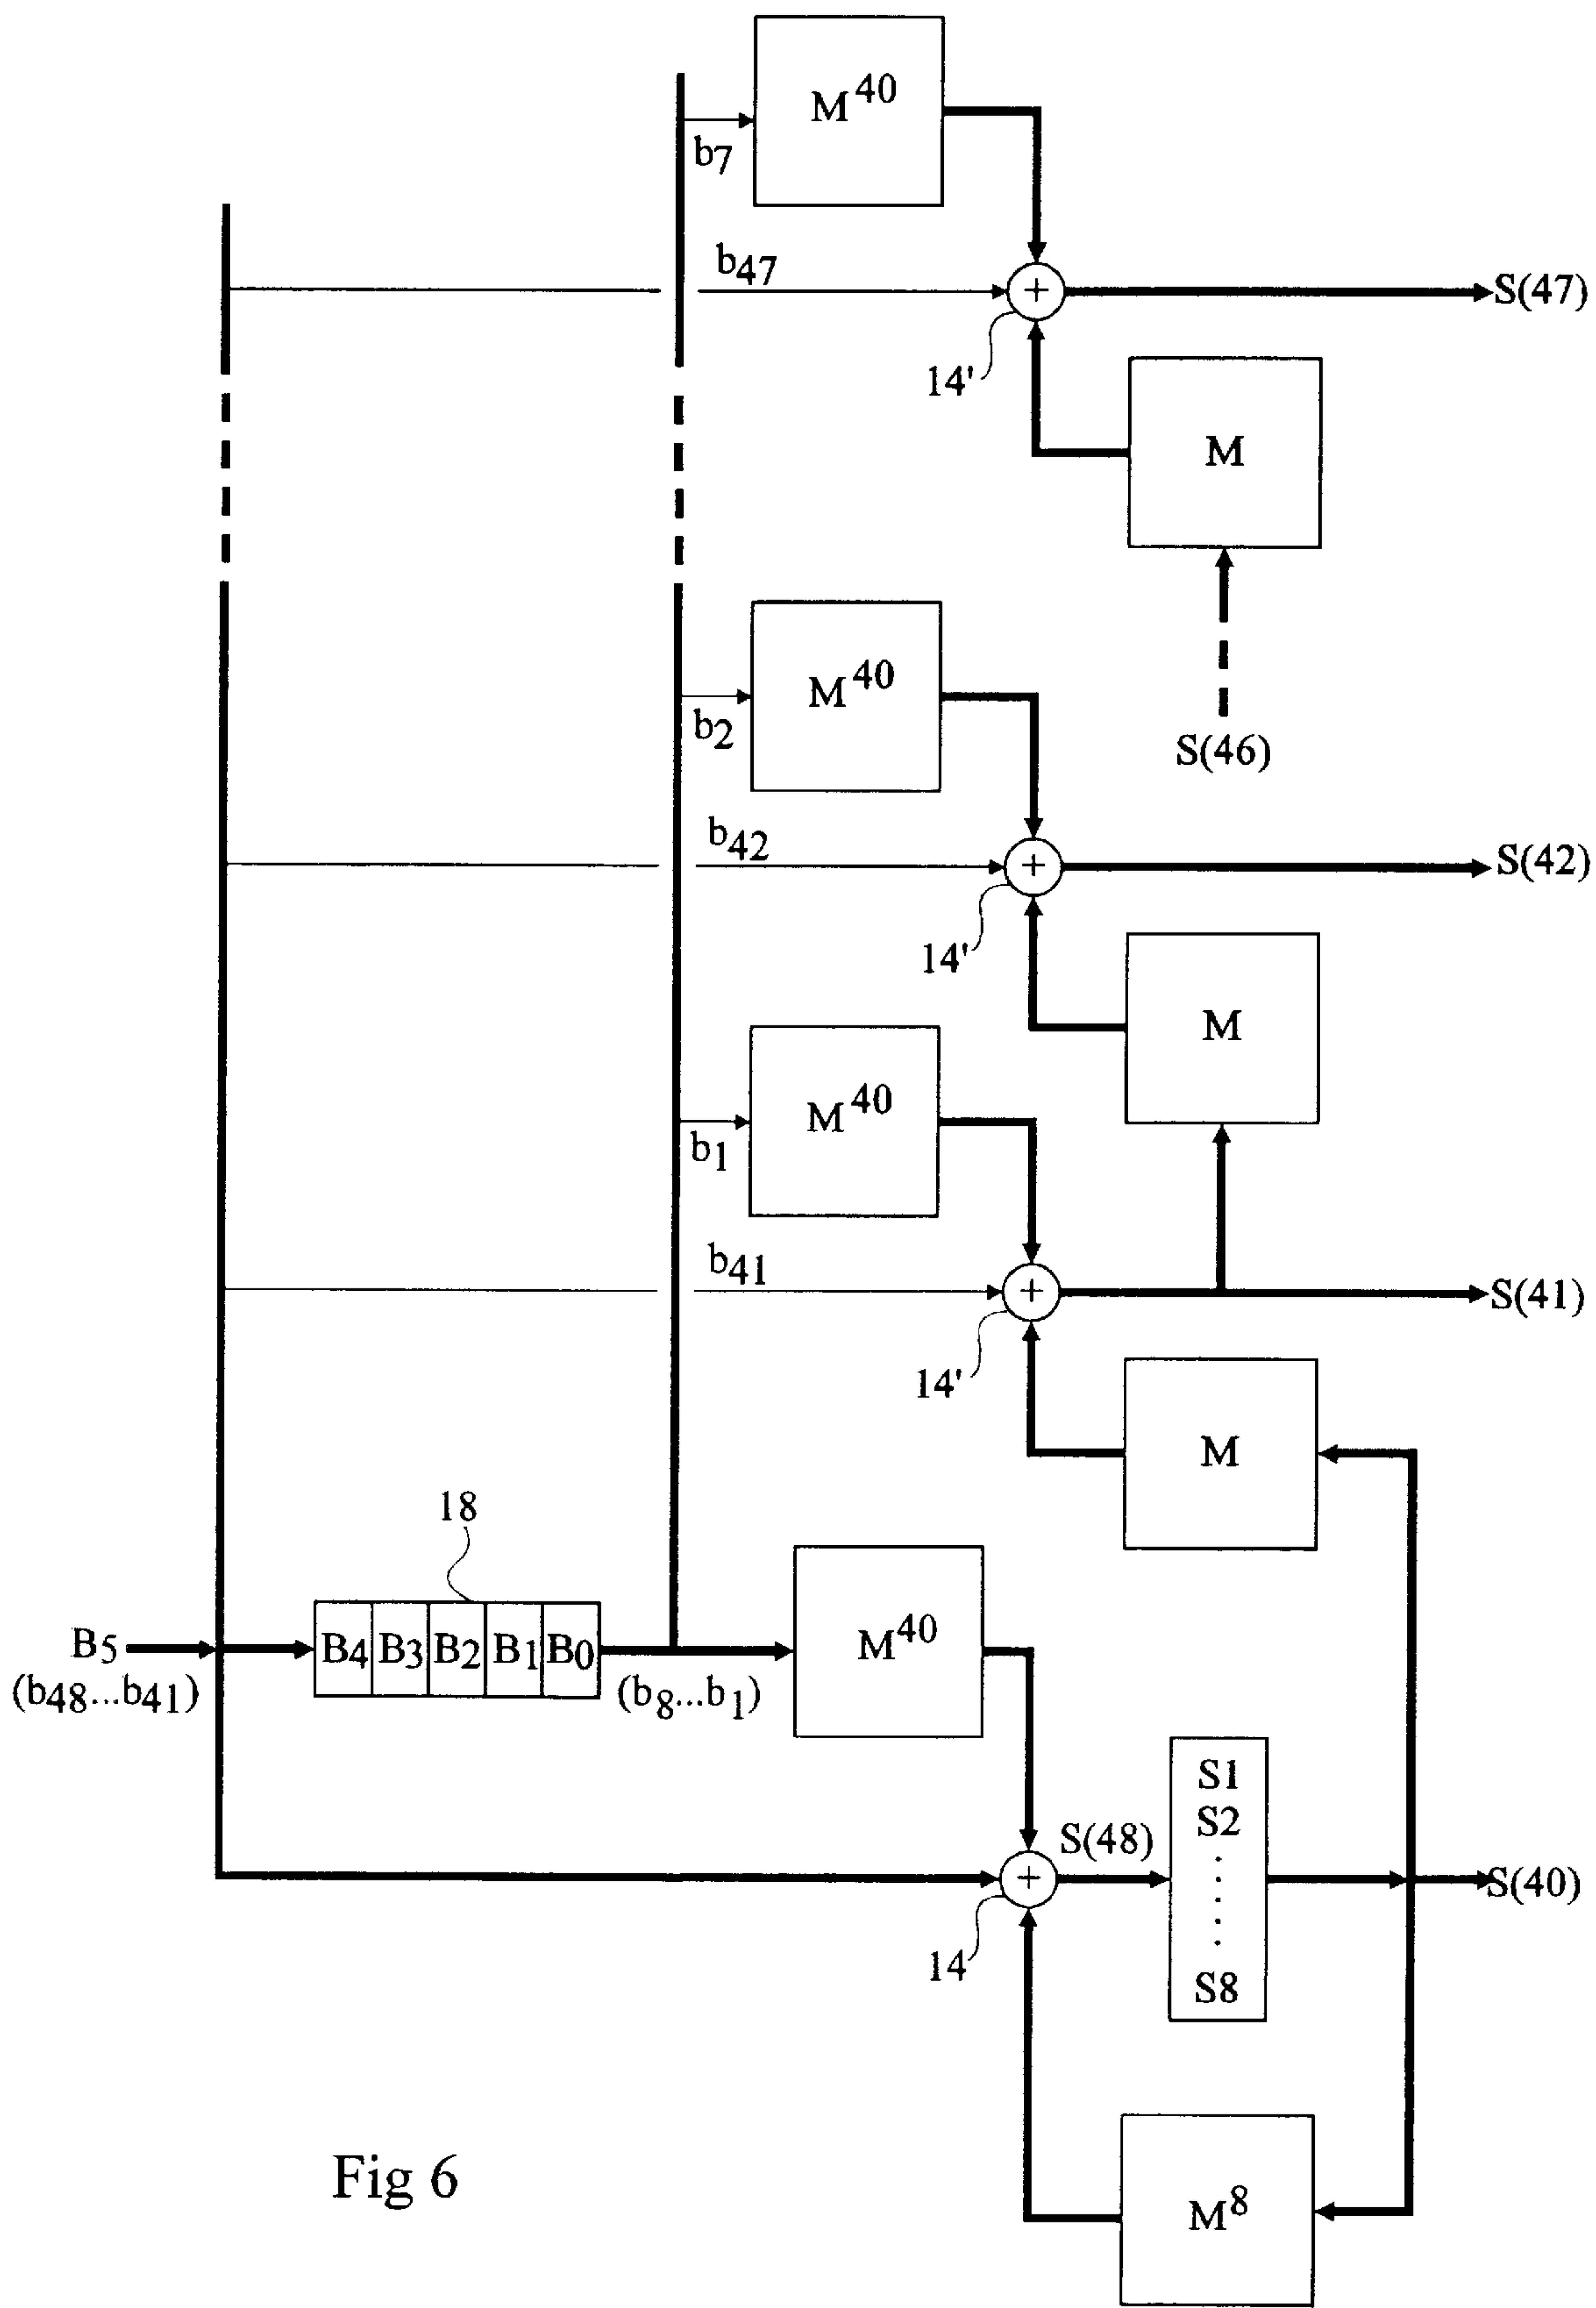 M40
b7
b47
S(47)
14'
M
S(46)
M40
b2
b42
S(42)
14'
M
M40
b1
b41
S(41)
14'
M
18
B5
B4 B3 B2 B1 B0
M40
(b48...b41)
(b8...b1)
S1
S2
S(48)
S(40)
14
S8
M8
Fig 6